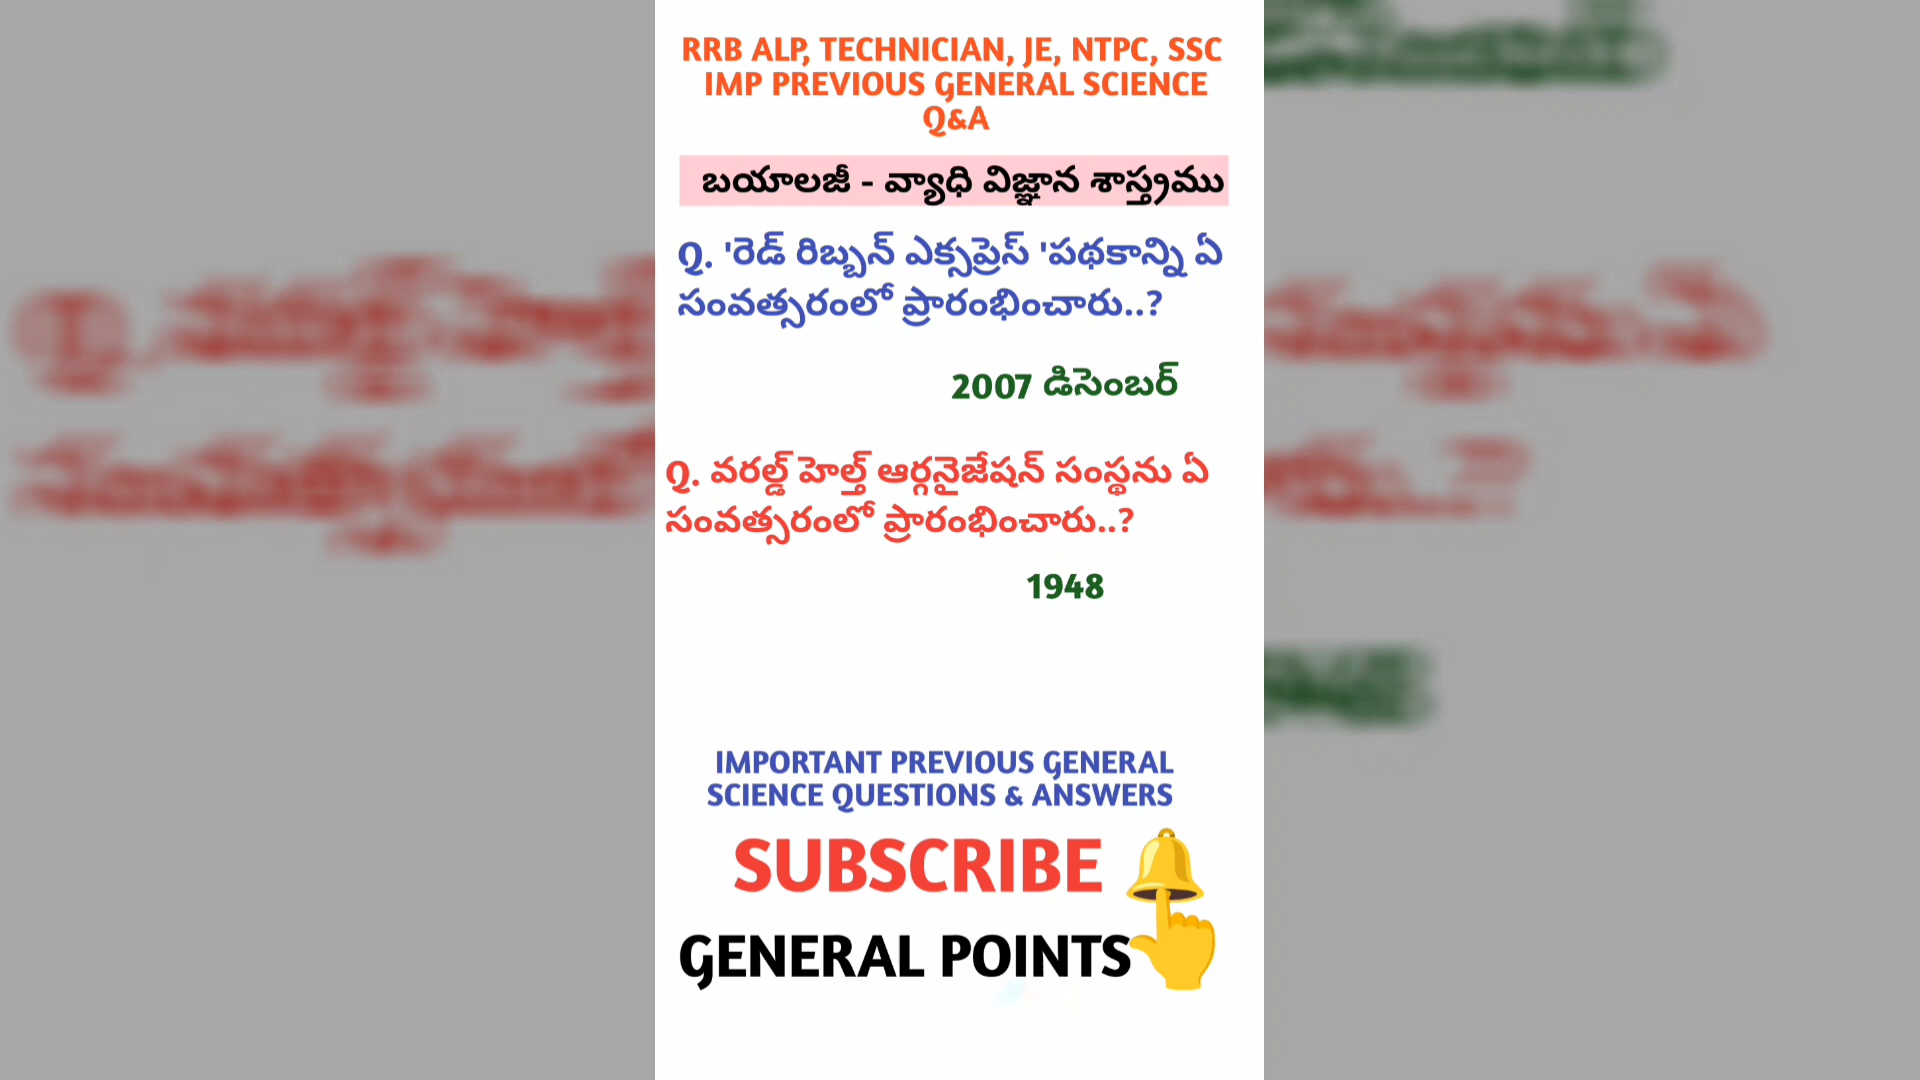 RRB ALP, TECHNICIAN, JE, NTPC, SSC
IMP PREVIOUS GENERAL SCIENCE
Q&A
బయాలజీ - వ్యాధి విజ్ఞాన శాస్త్రము
Q. 'రెడ్ రిబ్బన్ ఎక్సప్రెస్ 'పథకాన్ని ఏ
సంవత్సరంలో ప్రారంభించారు..?
2007 డిసెంబర్
Q. వరల్డ్ హెల్త్ ఆర్గనైజేషన్ సంస్థను ఏ
సంవత్సరంలో ప్రారంభించారు..?
1948
IMPORTANT PREVIOUS GENERAL
SCIENCE QUESTIONS & ANSWERS
SUBSCRIBE
GENERAL POINTS